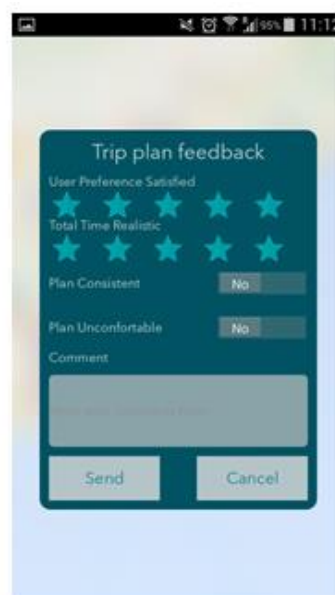 95% 11:12
Trip plan feedback
User Preference Satisfied
Total Time Realistic
Plan Consistent No
Plan Unconfortable No
Comment
Send Cancel